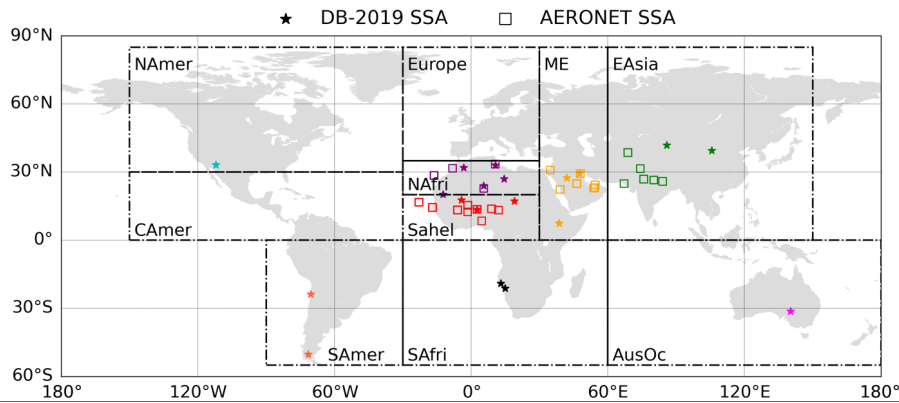 DB-2019 SSA AERONET SSA
90°N
NAmer Europe ME EAsia
60°N
30°N
NAfri
CAmer Sahel
0°
30°S
SAmer SAfri AusOc
60°S
180° 120°W 60°W 0° 60°E 120°E 180°